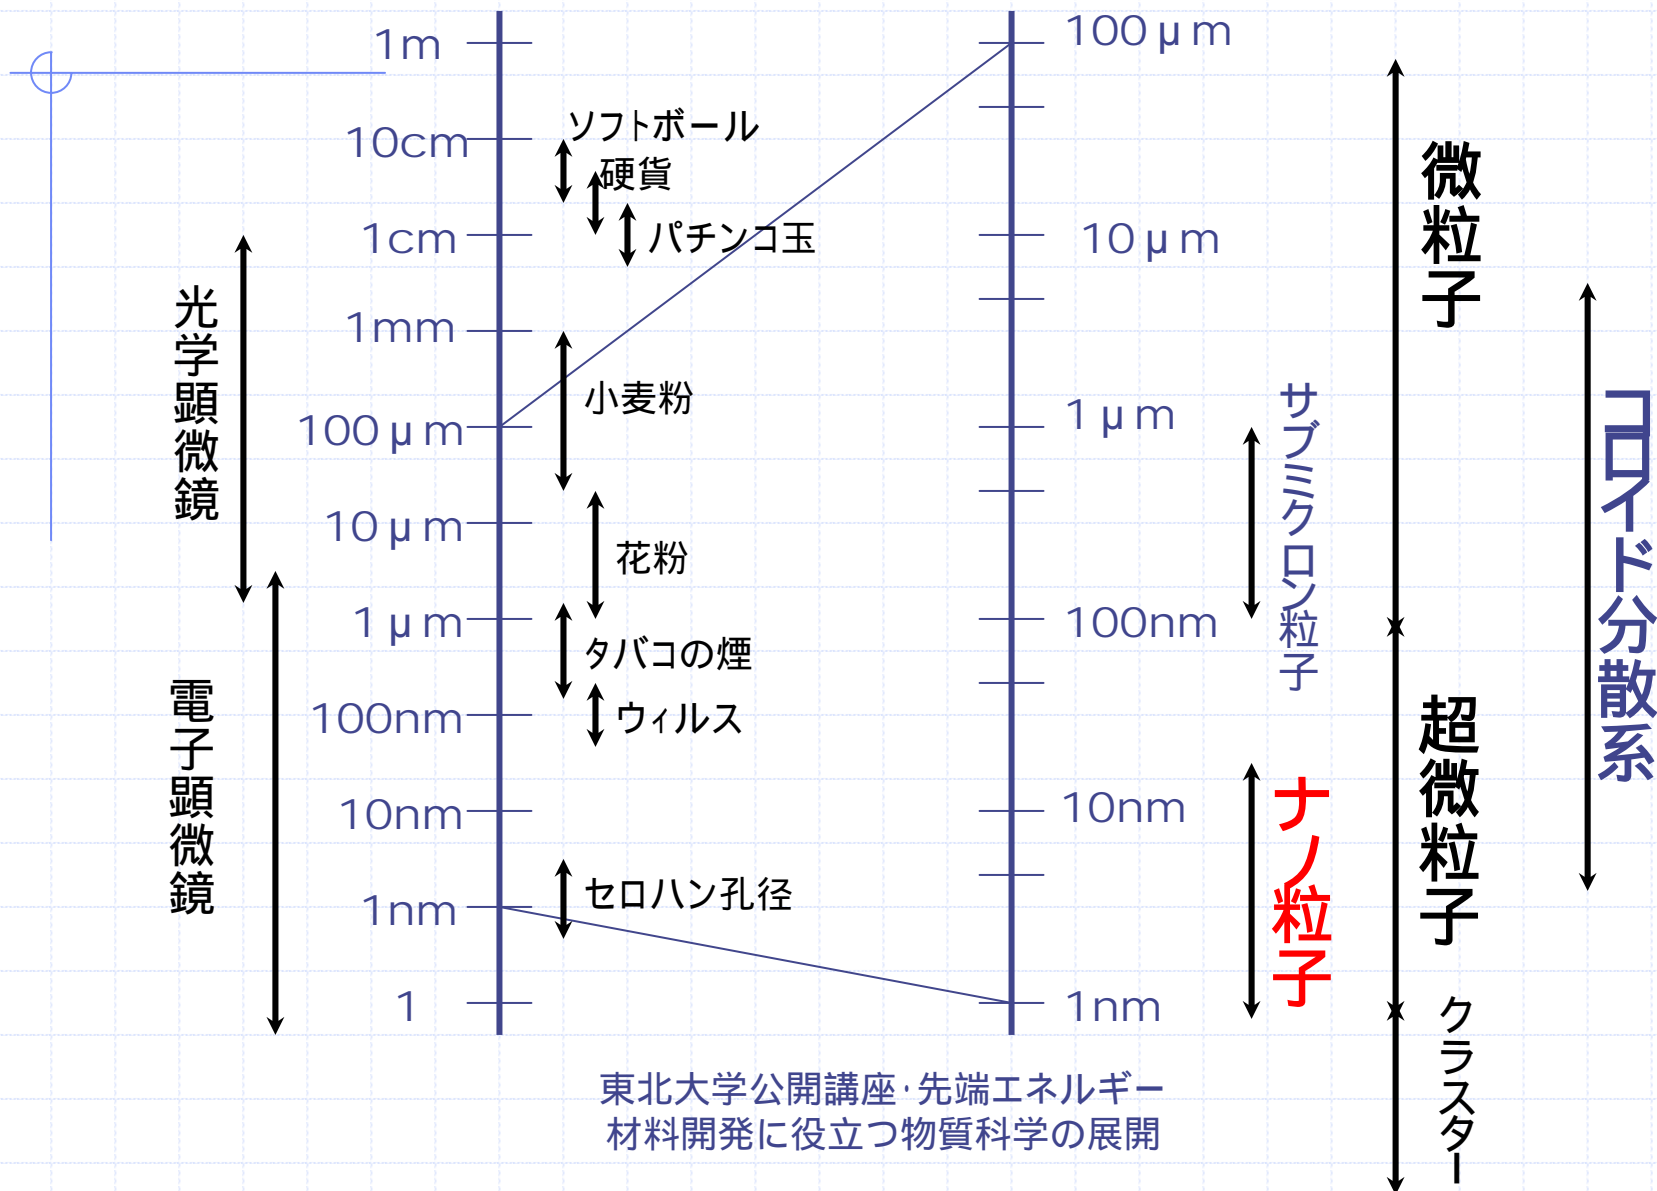 1m
10cm
1cm
1mm
100μm
10μm
1μm
100nm
10nm
1nm
1
光学顕微鏡
電子顕微鏡
ソフトボール
硬貨
パチンコ玉
小麦粉
花粉
タバコの煙
ウィルス
セロハン孔径
100μm
10μm
1μm
100nm
10nm
1nm
サブミクロン粒子
ナノ粒子
微粒子
超微粒子
クラスター
コロイド分散系
東北大学公開講座・先端エネルギー
材料開発に役立つ物質科学の展開